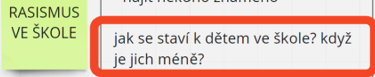 RASISMUS
VE ŠKOLE
jak se staví k dětem ve škole? když
je jich méně?